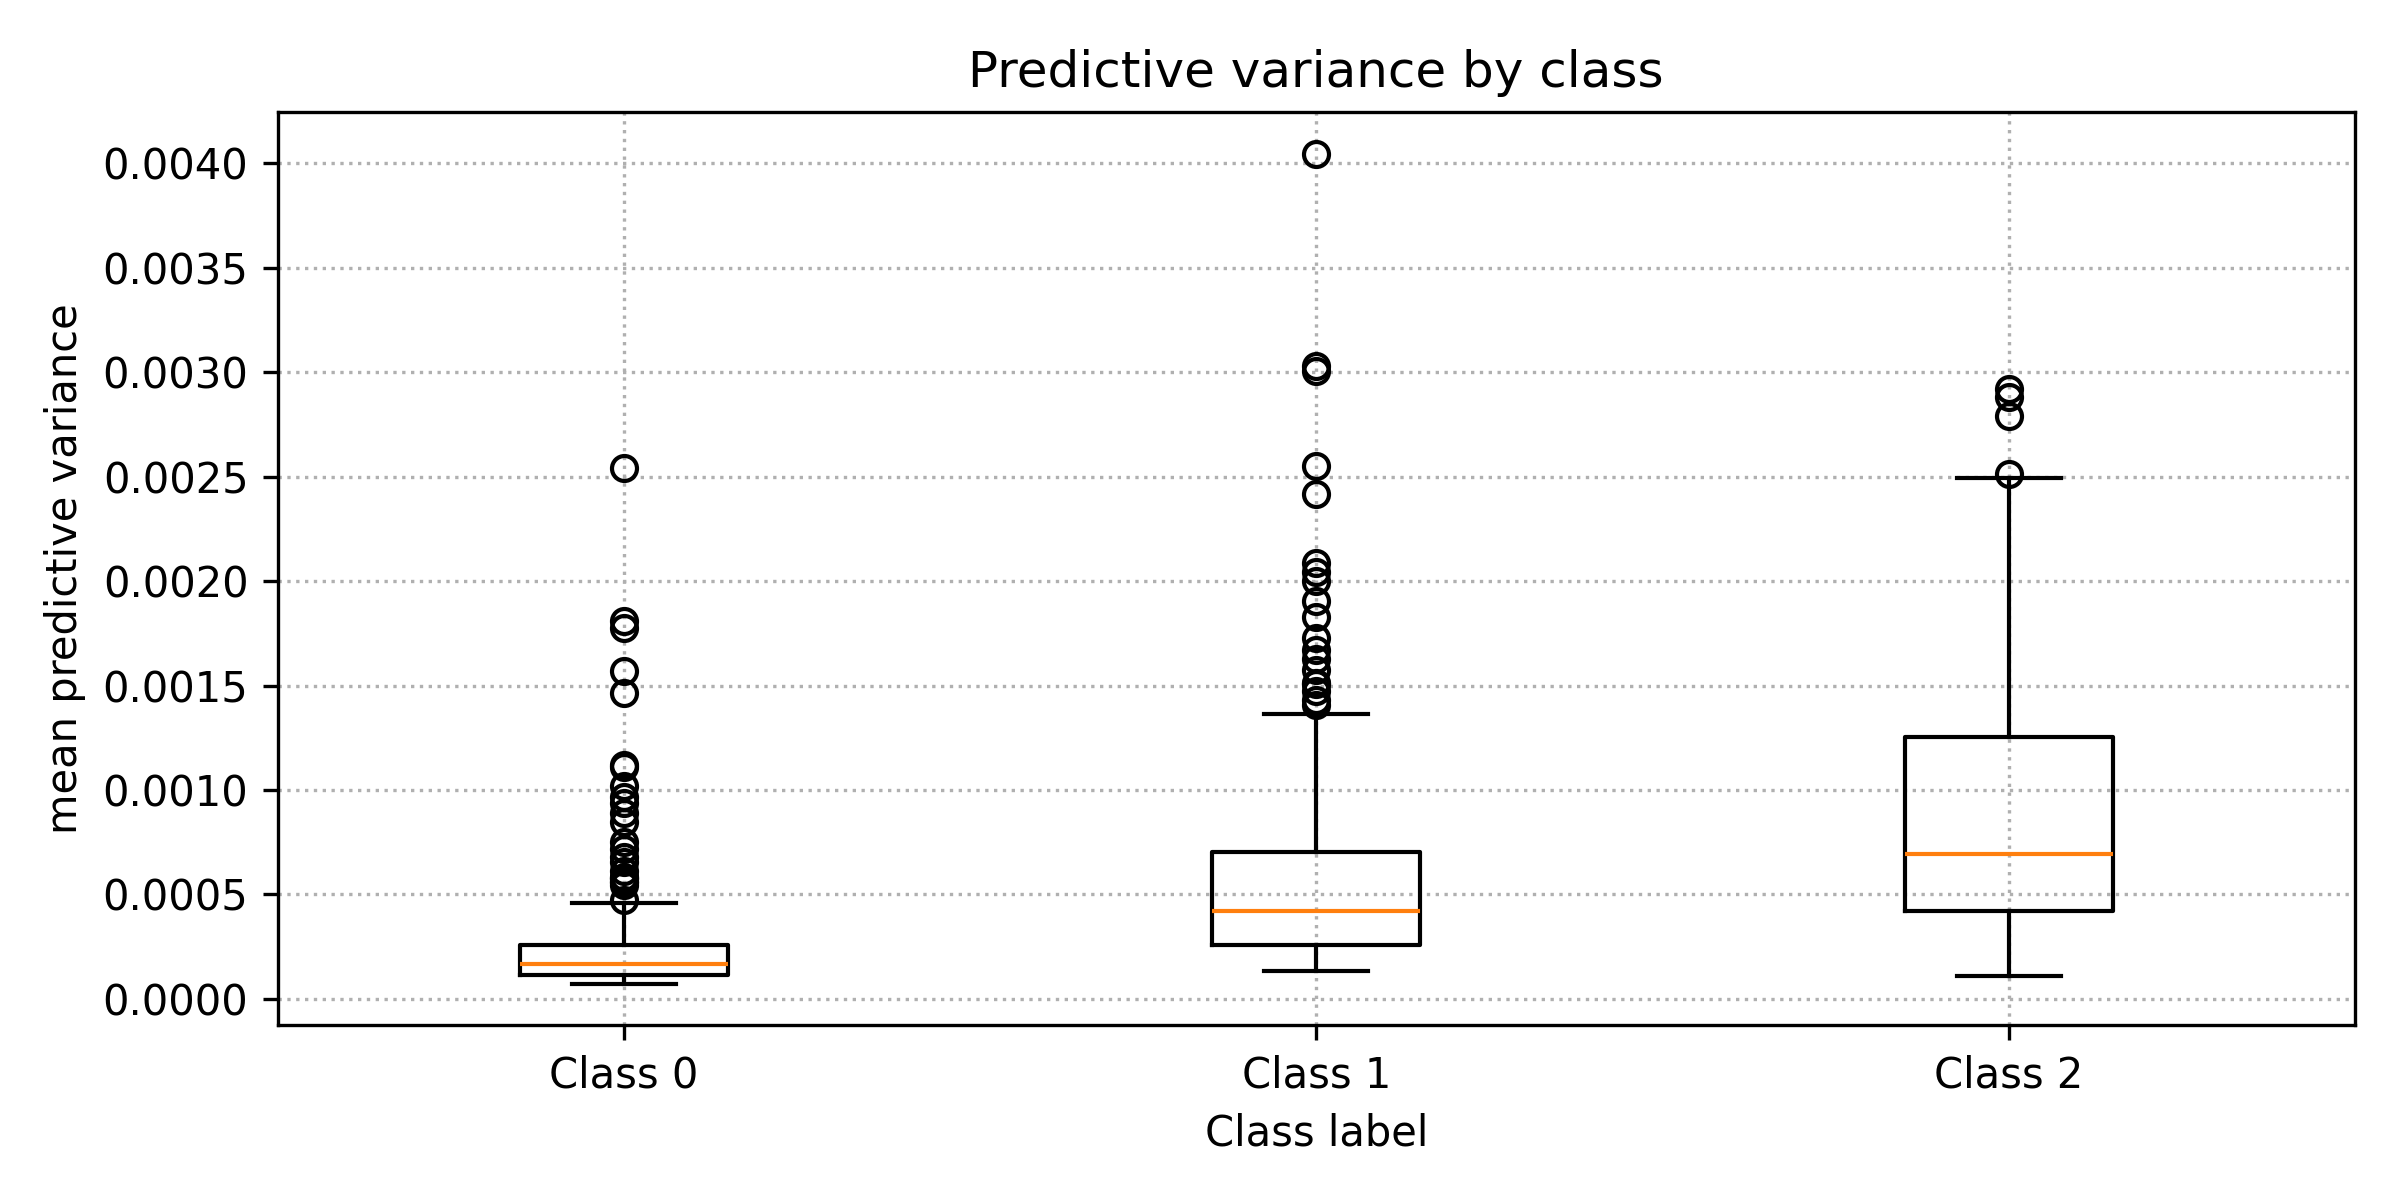 Predictive variance by class
mean predictive variance
0.0040
0.0035
0.0030
0.0025
0.0020
0.0015
0.0010
0.0005
0.0000
Class 0 Class 1 Class 2
Class label